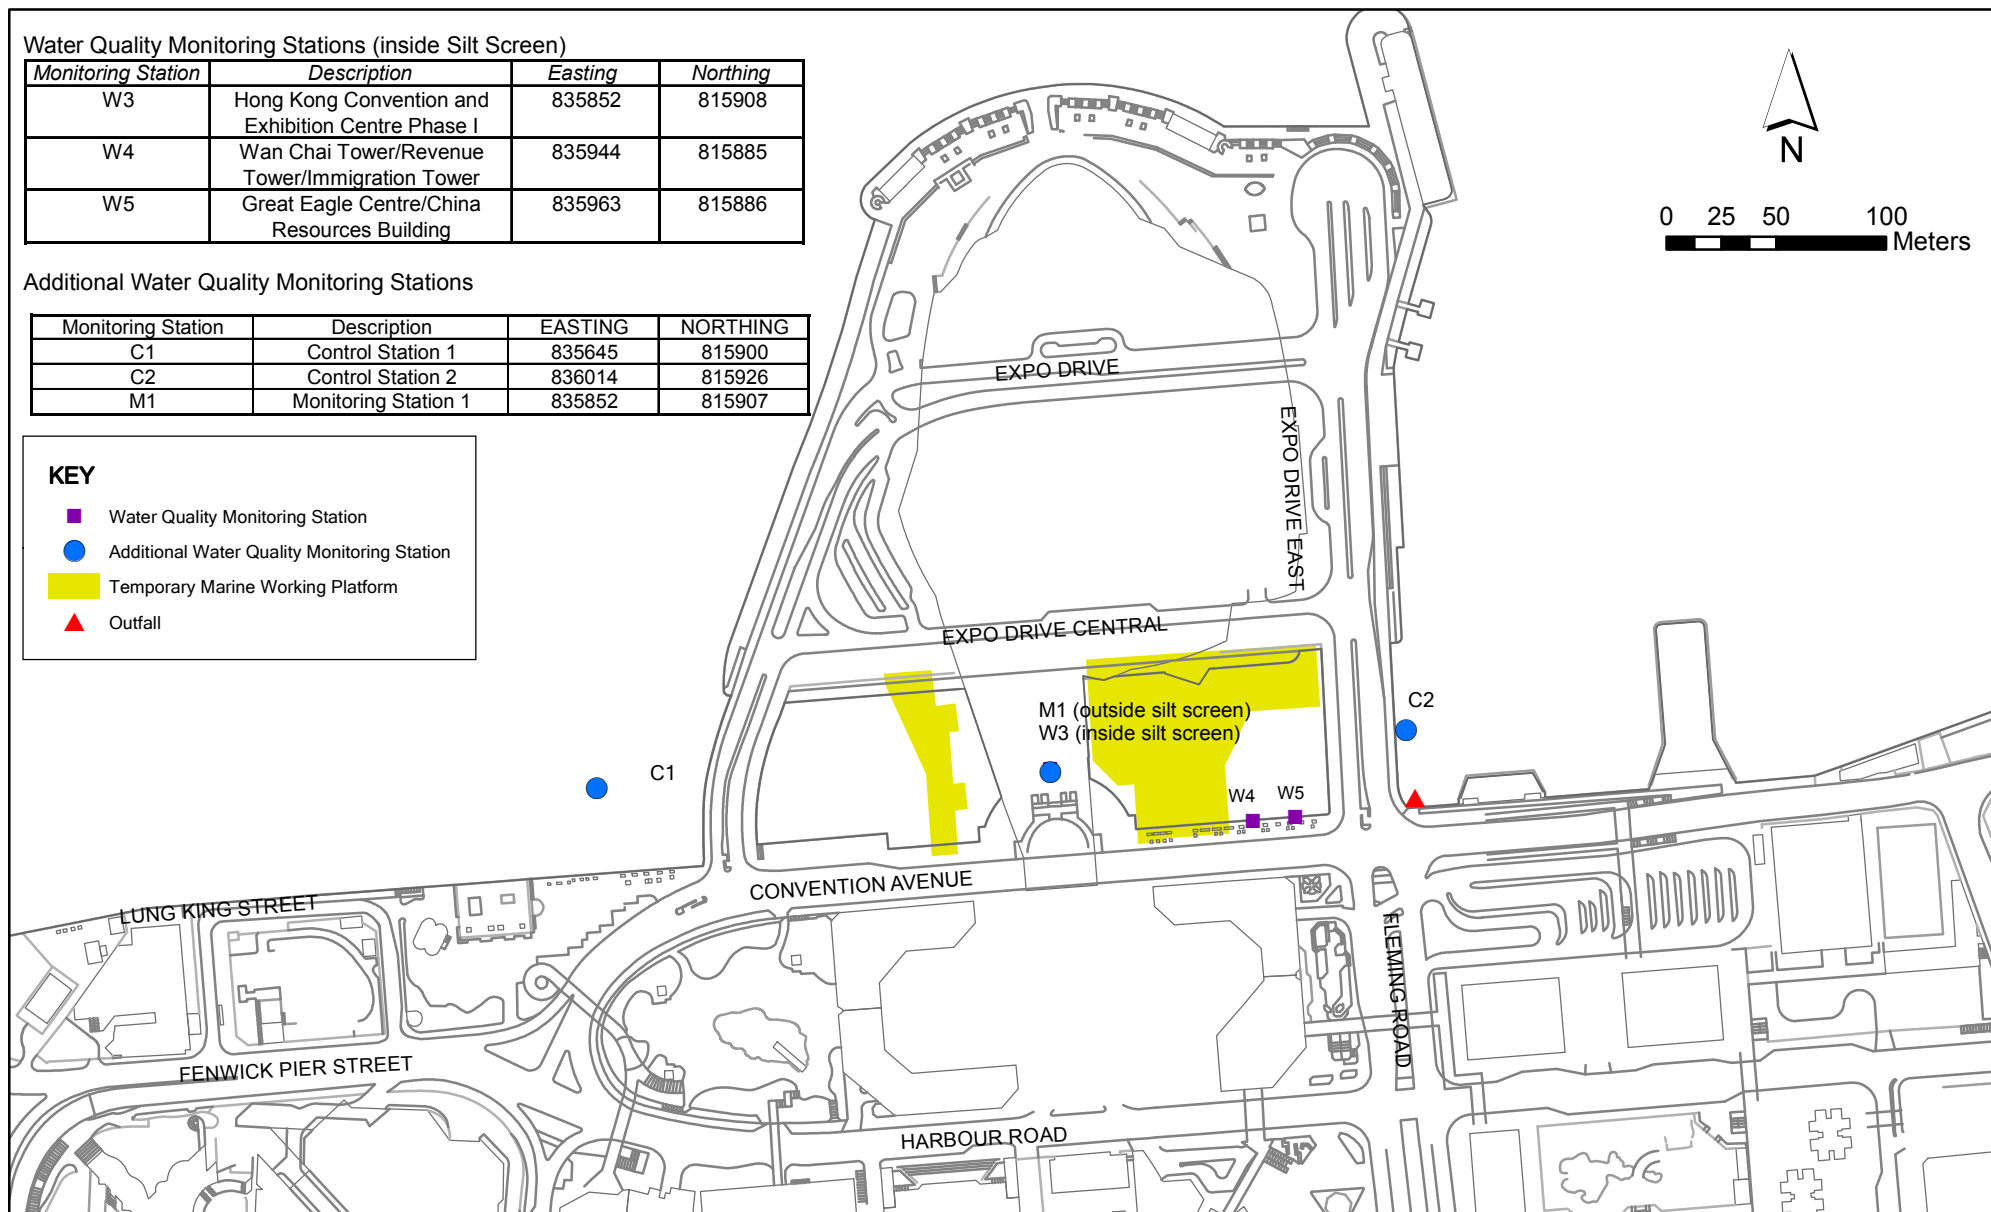 Water Quality Monitoring Stations (inside Silt Screen)
Monitoring Station Description Easting Northing
W3 Hong Kong Convention and Exhibition Centre Phase I 835852 815908
W4 Wan Chai Tower/Revenue Tower/Immigration Tower 835944 815885
W5 Great Eagle Centre/China Resources Building 835963 815886
Additional Water Quality Monitoring Stations
Monitoring Station Description EASTING NORTHING
C1 Control Station 1 835645 815900
C2 Control Station 2 836014 815926
M1 Monitoring Station 1 835852 815907
KEY
Water Quality Monitoring Station
Additional Water Quality Monitoring Station
Temporary Marine Working Platform
Outfall
N
0 25 50 100
Meters
EXPO DRIVE
EXPO DRIVE EAST
EXPO DRIVE CENTRAL
M1 (outside silt screen)
W3 (inside silt screen)
C2
C1
W4 W5
CONVENTION AVENUE
LUNG KING STREET
FLEMING ROAD
FENWICK PIER STREET
HARBOUR ROAD